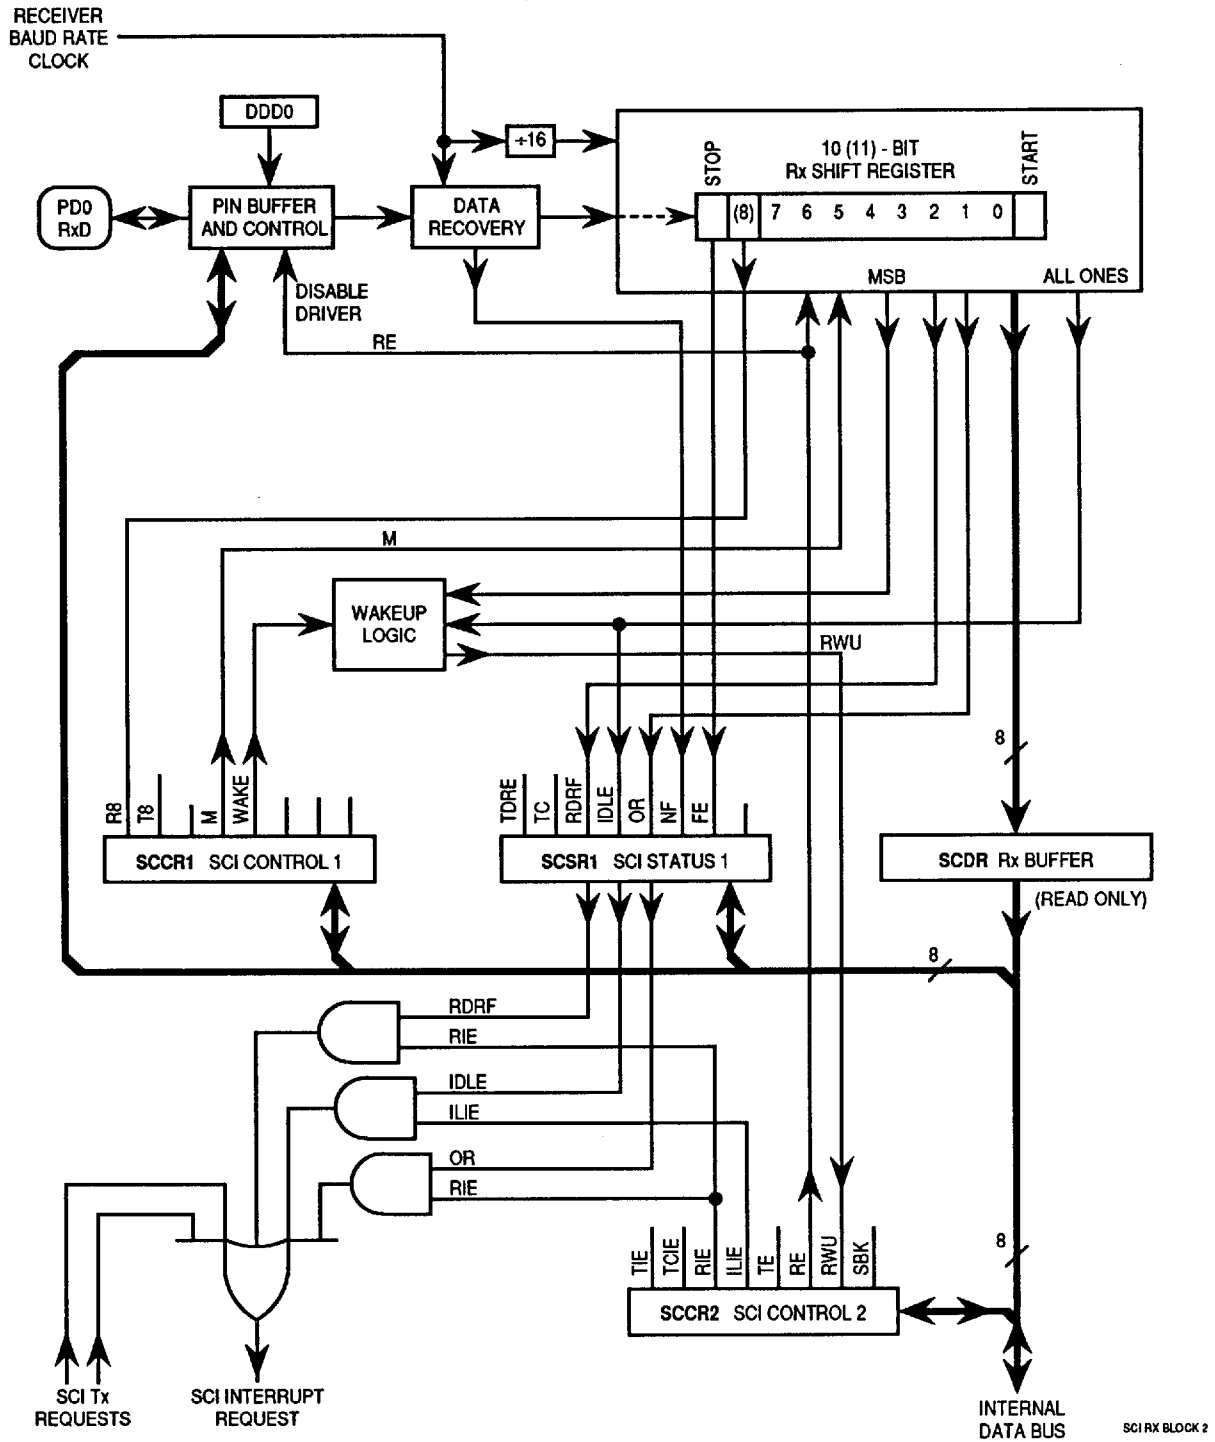 RECEIVER
BAUD RATE
CLOCK
DDD0
÷16
10 (11) - BIT
Rx SHIFT REGISTER
STOP
START
(8) 7 6 5 4 3 2 1 0
PD0
RxD
PIN BUFFER
AND CONTROL
DATA
RECOVERY
MSB
ALL ONES
DISABLE
DRIVER
RE
M
WAKEUP
LOGIC
RWU
8
R8
T8
M
WAKE
TDRE
TC
RDRF
IDLE
OR
NF
FE
SCCR1 SCI CONTROL 1
SCSR1 SCI STATUS 1
SCDR Rx BUFFER
(READ ONLY)
8
RDRF
RIE
IDLE
ILIE
OR
RIE
8
TIE
TCIE
RIE
ILIE
TE
RE
RWU
SBK
SCCR2 SCI CONTROL 2
SCI Tx
REQUESTS
SCI INTERRUPT
REQUEST
INTERNAL
DATA BUS
SCI RX BLOCK 2